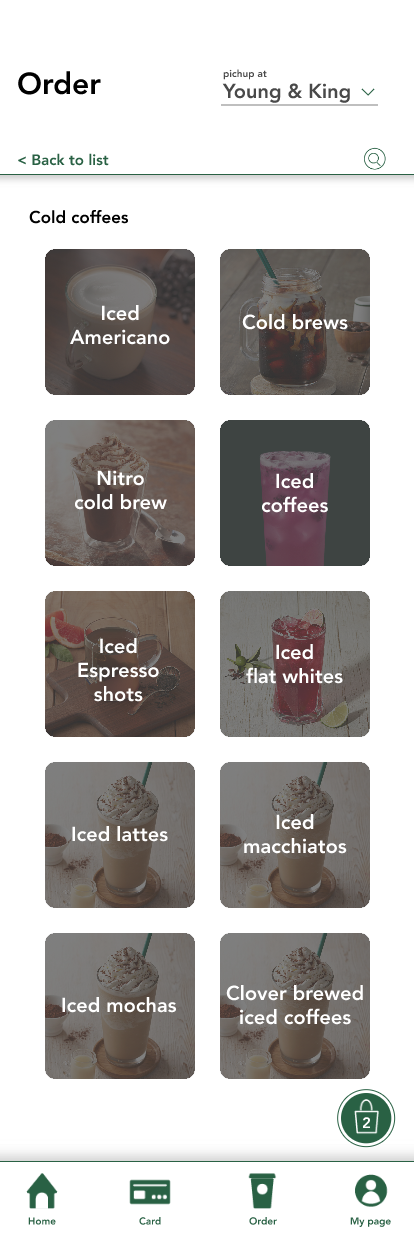 Order
pickup at
Young & King
< Back to list
Cold coffees
Iced
Americano
Cold brews
Nitro
cold brew
Iced
coffees
Iced
Espresso
shots
Iced
flat whites
Iced lattes
Iced
macchiatos
Iced mochas
Clover brewed
iced coffees
2
Home
Card
Order
My page